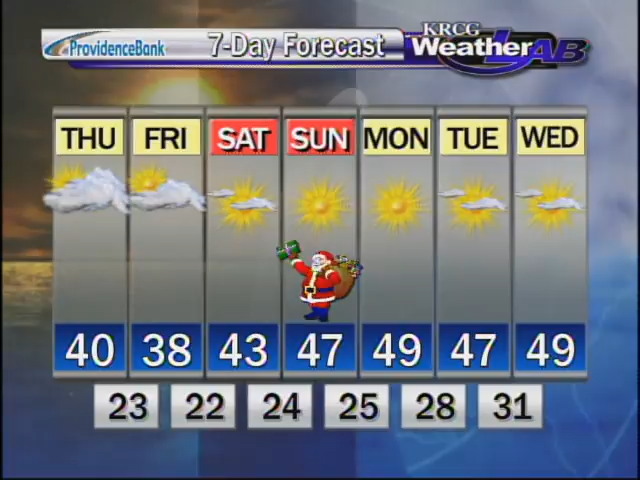 ProvidenceBank 7-Day Forecast KRCG
WeatherLAB
THU FRI SAT SUN MON TUE WED
40 38 43 47 49 47 49
23 22 24 25 28 31